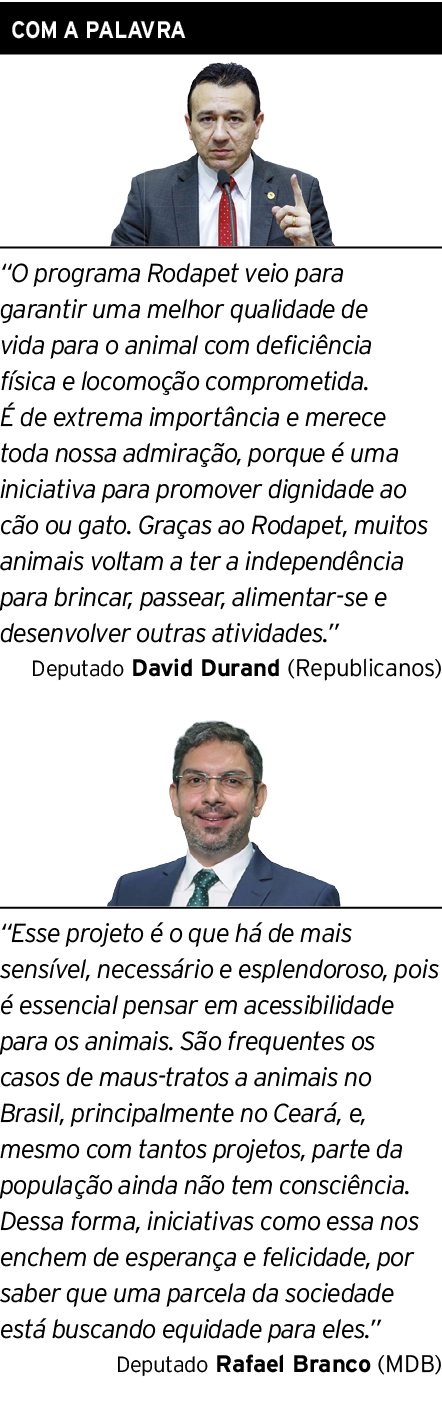 COM A PALAVRA
“O programa Rodapet veio para
garantir uma melhor qualidade de
vida para o animal com deficiência
física e locomoção comprometida.
É de extrema importância e merece
toda nossa admiração, porque é uma
iniciativa para promover dignidade ao
cão ou gato. Graças ao Rodapet, muitos
animais voltam a ter a independência
para brincar, passear, alimentar-se e
desenvolver outras atividades.”
Deputado David Durand (Republicanos)
“Esse projeto é o que há de mais
sensível, necessário e esplendoroso, pois
é essencial pensar em acessibilidade
para os animais. São frequentes os
casos de maus-tratos a animais no
Brasil, principalmente no Ceará, e,
mesmo com tantos projetos, parte da
população ainda não tem consciência.
Dessa forma, iniciativas como essa nos
enchem de esperança e felicidade, por
saber que uma parcela da sociedade
está buscando equidade para eles.”
Deputado Rafael Branco (MDB)